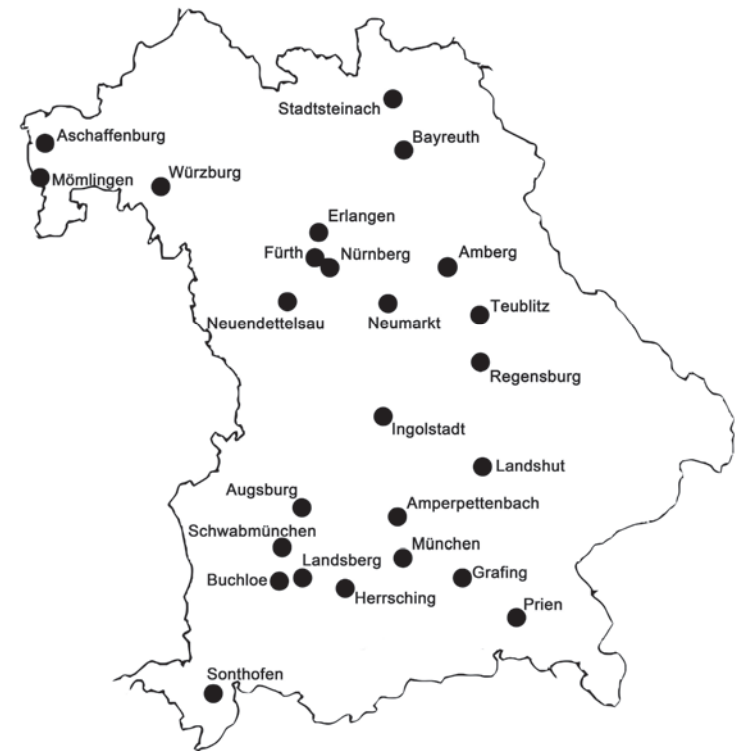 Stadtsteinach
Aschaffenburg
Bayreuth
Würzburg
Mömlingen
Erlangen
Fürth
Nürnberg
Amberg
Teublitz
Neuendettelsau
Neumarkt
Regensburg
Ingolstadt
Landshut
Augsburg
Amperpettenbach
Schwabmünchen
München
Landsberg
Buchloe
Grafing
Herrsching
Prien
Sonthofen